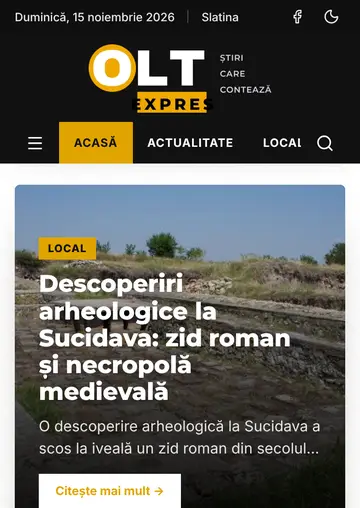 Duminică, 15 noiembrie 2026 | Slatina
OLT
EXPRES
ȘTIRI
CARE
CONTEAZĂ
ACASĂ ACTUALITATE LOCAL
LOCAL
Descoperiri
arheologice la
Sucidava: zid roman
și necropolă
medievală
O descoperire arheologică la Sucidava a
scos la iveală un zid roman din secolul...
Citește mai mult →